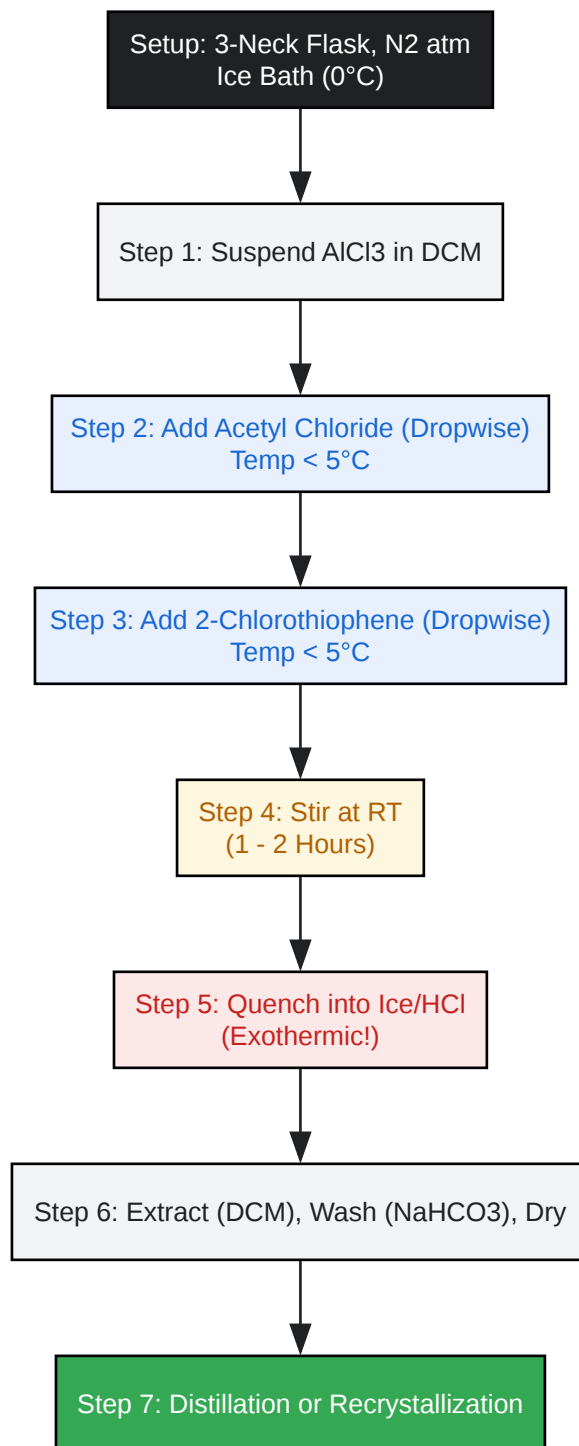 Setup: 3-Neck Flask, N2 atm
Ice Bath (0°C)
Step 1: Suspend AlCl3 in DCM
Step 2: Add Acetyl Chloride (Dropwise)
Temp < 5°C
Step 3: Add 2-Chlorothiophene (Dropwise)
Temp < 5°C
Step 4: Stir at RT
(1 - 2 Hours)
Step 5: Quench into Ice/HCl
(Exothermic!)
Step 6: Extract (DCM), Wash (NaHCO3), Dry
Step 7: Distillation or Recrystallization